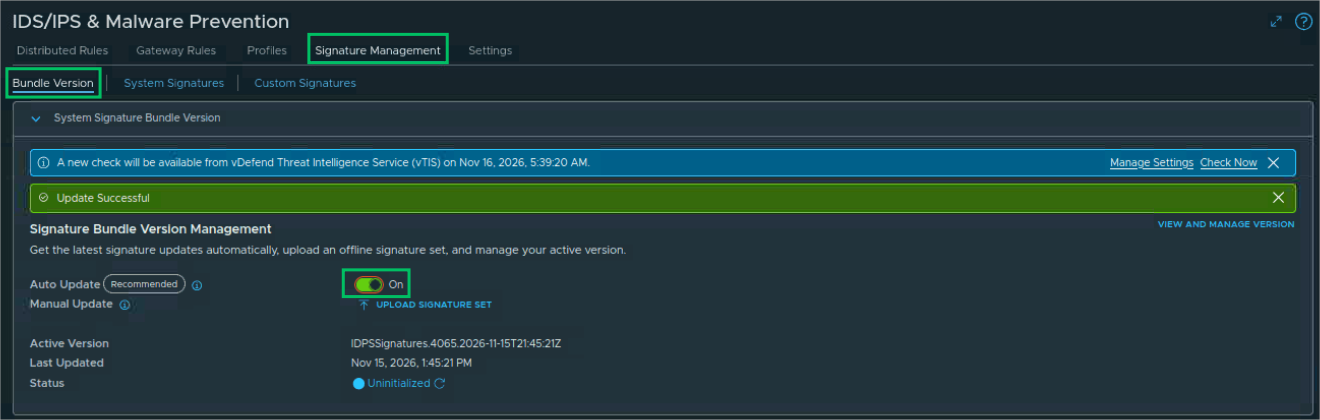 IDS/IPS & Malware Prevention
Distributed Rules Gateway Rules Profiles Signature Management Settings
Bundle Version System Signatures Custom Signatures
System Signature Bundle Version
A new check will be available from vDefend Threat Intelligence Service (vTIS) on Nov 16, 2026, 5:39:20 AM. Manage Settings Check Now
Update Successful
Signature Bundle Version Management VIEW AND MANAGE VERSION
Get the latest signature updates automatically, upload an offline signature set, and manage your active version.
Auto Update Recommended On
Manual Update UPLOAD SIGNATURE SET
Active Version IDPSSignatures.4065.2026-11-15T21:45:21Z
Last Updated Nov 15, 2026, 1:45:21 PM
Status Uninitialized